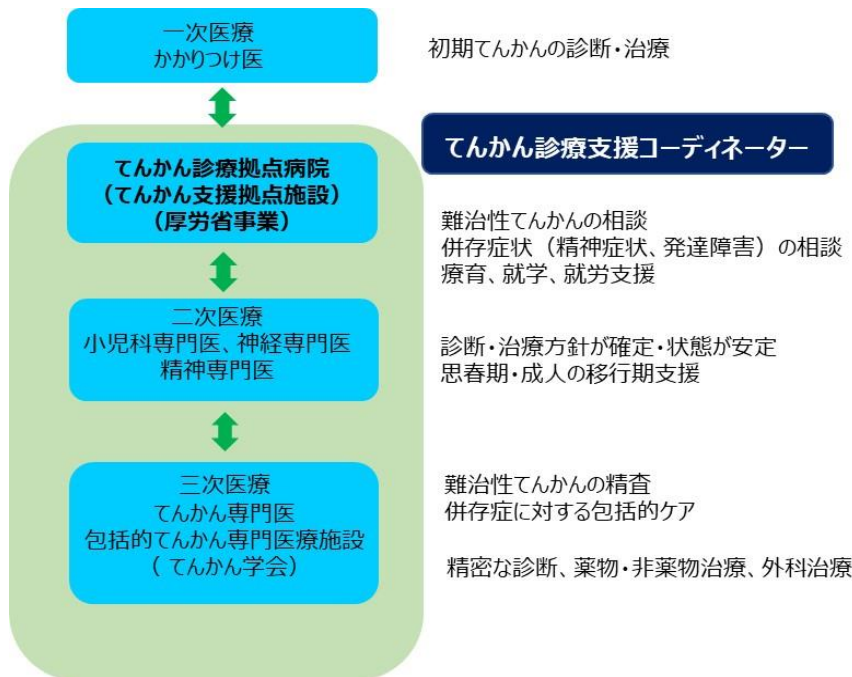 一次医療
かかりつけ医
初期てんかんの診断・治療
てんかん診療支援コーディネーター
てんかん診療拠点病院
（てんかん支援拠点施設）
（厚労省事業）
難治性てんかんの相談
併存症状（精神症状、発達障害）の相談
療育、就学、就労支援
二次医療
小児科専門医、神経専門医
精神専門医
診断・治療方針が確定・状態が安定
思春期・成人の移行期支援
三次医療
てんかん専門医
包括的てんかん専門医療施設
（ てんかん学会）
難治性てんかんの精査
併存症に対する包括的ケア
精密な診断、薬物・非薬物治療、外科治療